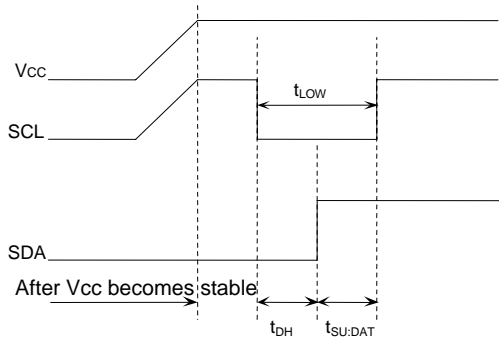 Vcc
tLOW
SCL
SDA
After Vcc becomes stable
tDH tSU:DAT